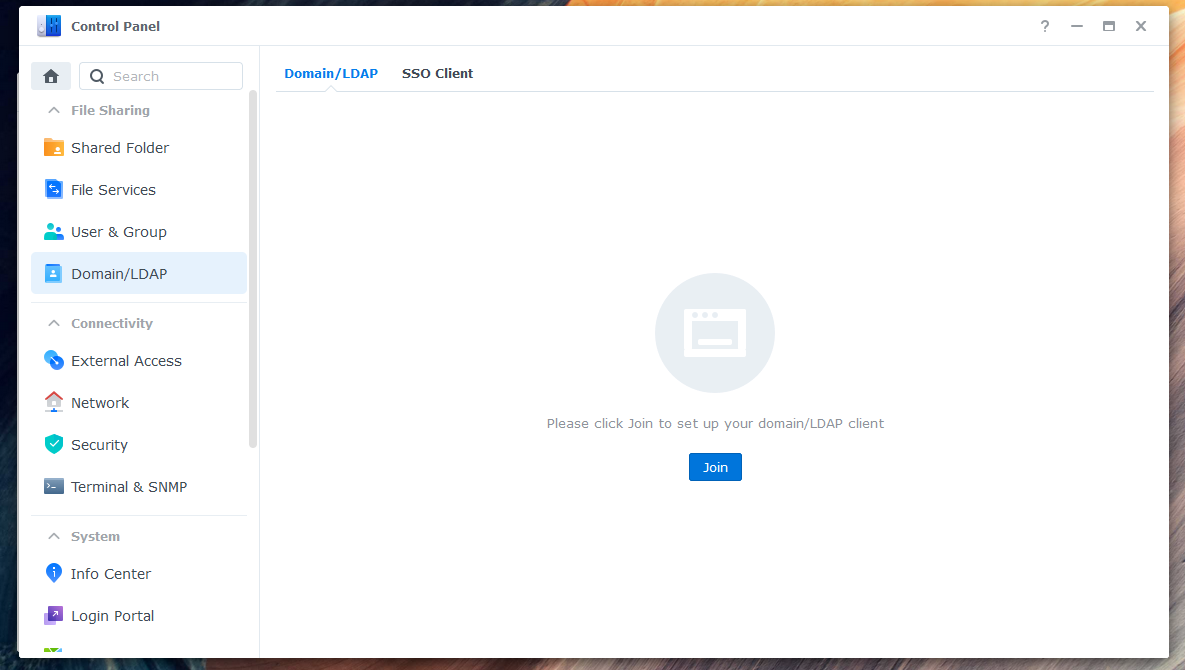 Control Panel
?
Search
Domain/LDAP
SSO Client
File Sharing
Shared Folder
File Services
User & Group
Domain/LDAP
Connectivity
External Access
Network
Security
Terminal & SNMP
System
Info Center
Login Portal
Please click Join to set up your domain/LDAP client
Join